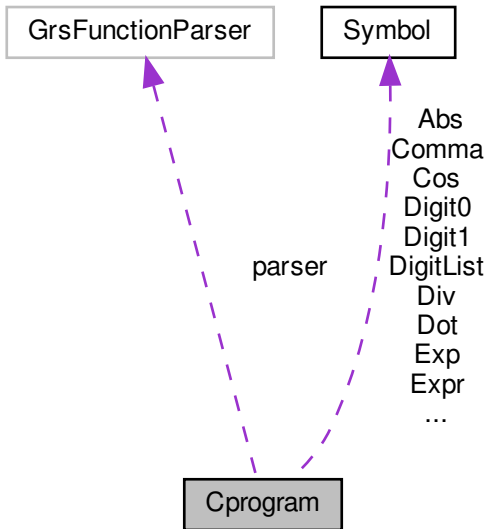 GrsFunctionParser
Symbol
Abs
Comma
Cos
Digit0
Digit1
DigitList
Div
Dot
Exp
Expr
...
parser
Cprogram